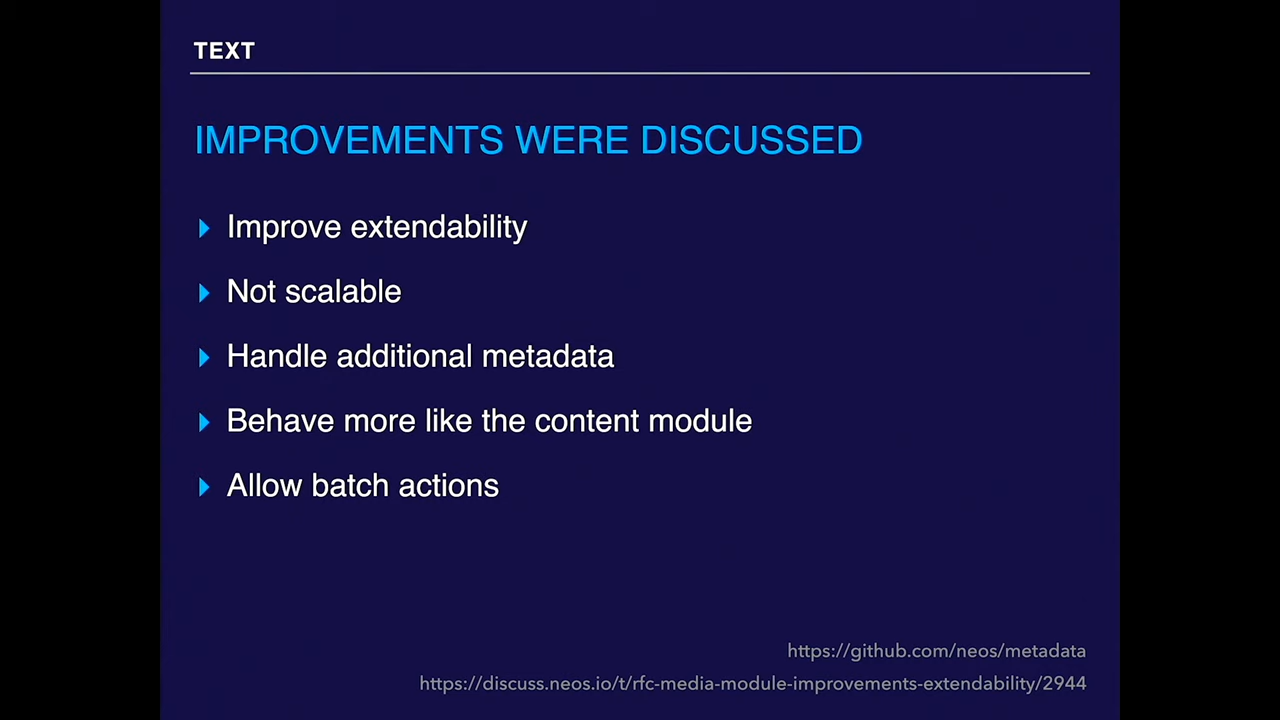 TEXT
IMPROVEMENTS WERE DISCUSSED
Improve extendability
Not scalable
Handle additional metadata
Behave more like the content module
Allow batch actions
https://github.com/neos/metadata
https://discuss.neos.io/t/rfc-media-module-improvements-extendability/2944